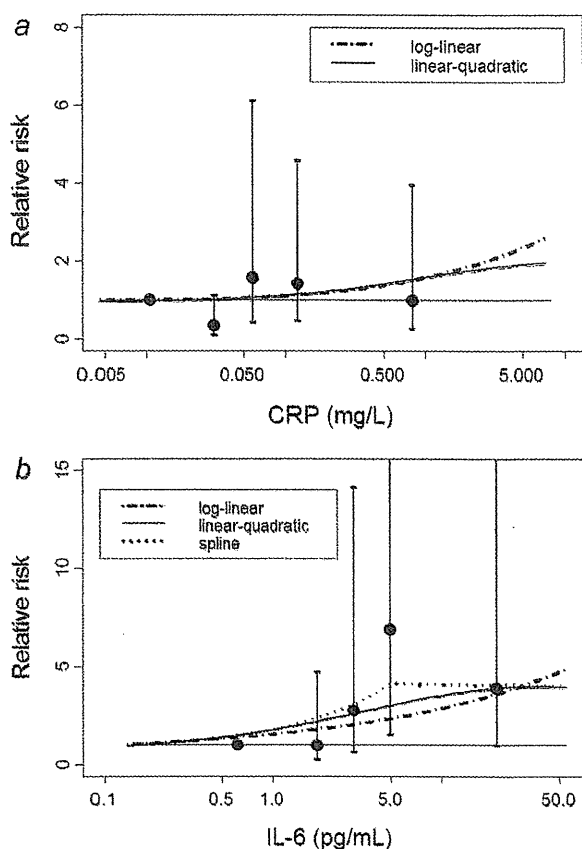 a
8
log-linear
linear-quadratic
6
Relative risk
4
2
0
0.005 0.050 0.500 5.000
CRP (mg/L)
b
15
log-linear
linear-quadratic
spline
10
Relative risk
5
0
0.1 0.5 1.0 5.0 50.0
IL-6 (pg/mL)